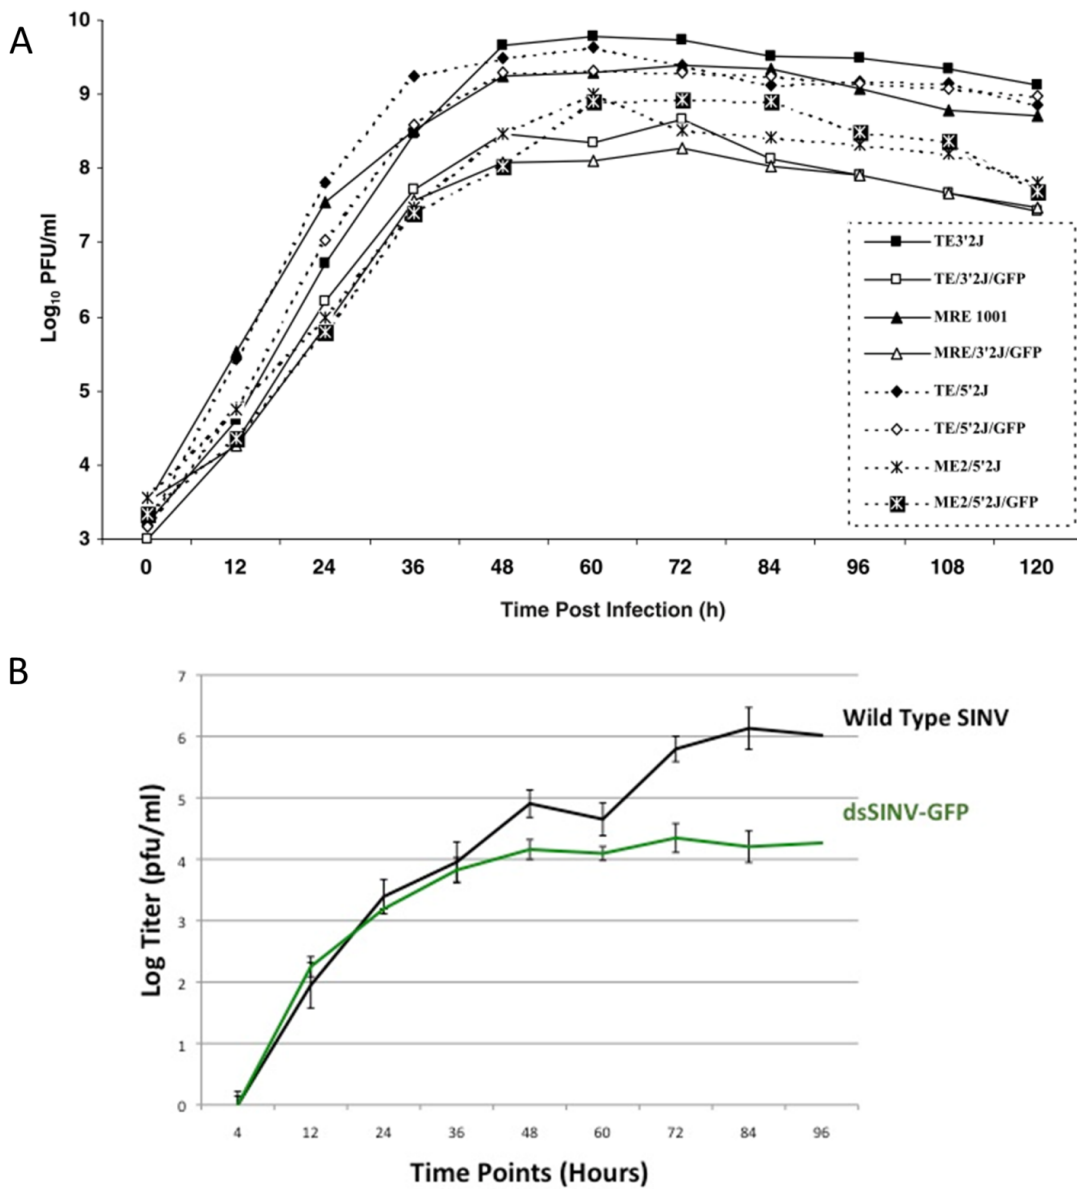 A
10
9
8
7
6
5
4
3
Log10 PFU/ml
TE3'2J
TE/3'2J/GFP
MRE 1001
MRE/3'2J/GFP
TE/5'2J
TE/5'2J/GFP
ME2/5'2J
ME2/5'2J/GFP
0 12 24 36 48 60 72 84 96 108 120
Time Post Infection (h)
B
7
6
5
4
3
2
1
0
Log Titer (pfu/ml)
Wild Type SINV
dsSINV-GFP
4 12 24 36 48 60 72 84 96
Time Points (Hours)